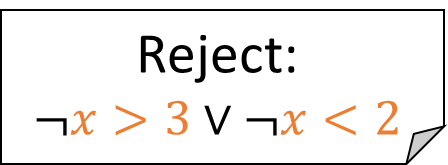 Reject:
¬x > 3 ∨ ¬x < 2